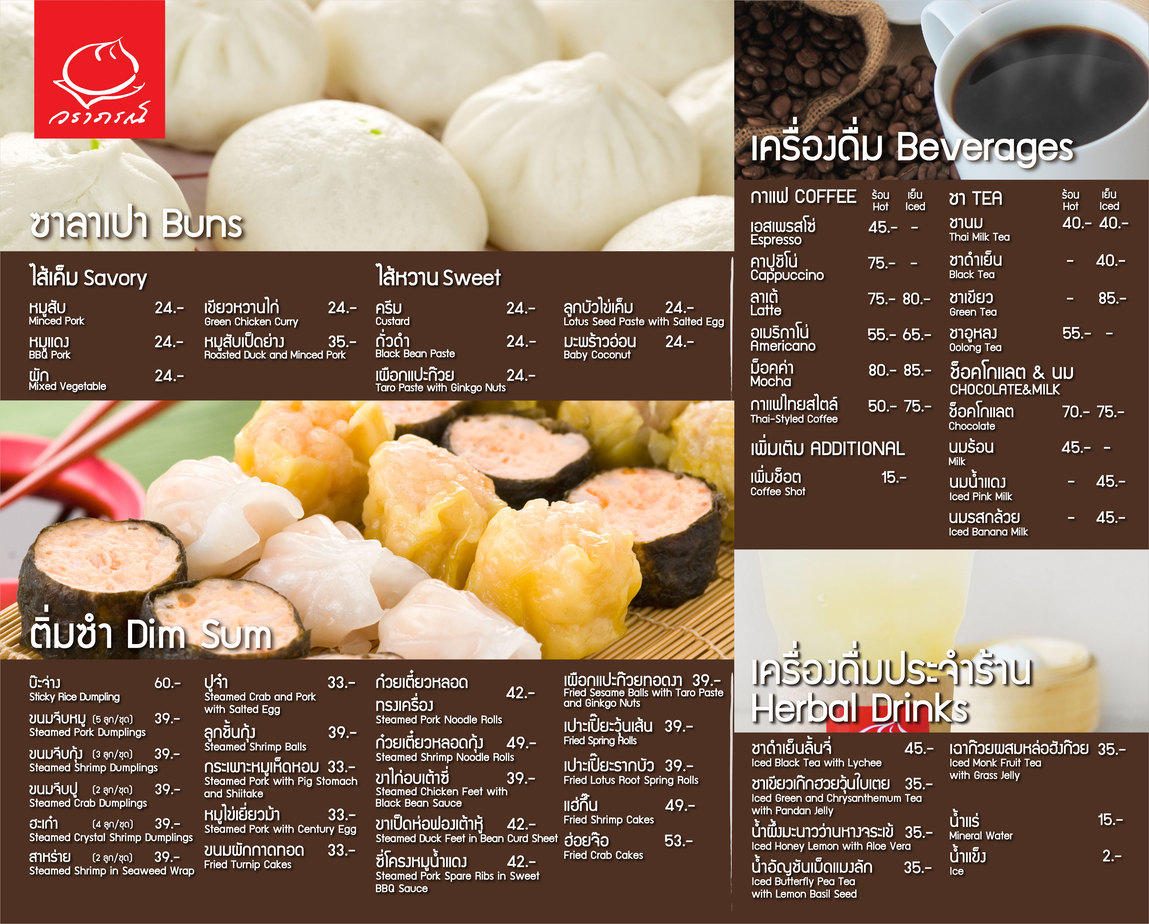 วราภรณ์
ซาลาเปา Buns
ไส้เค็ม Savory
หมูสับ 24.-
Minced Pork
หมูแดง 24.-
BBQ Pork
ผัก 24.-
Mixed Vegetable
เขียวหวานไก่ 24.-
Green Chicken Curry
หมูสับเป็ดย่าง 35.-
Roasted Duck and Minced Pork
ไส้หวาน Sweet
ครีม 24.-
Custard
ถั่วดำ 24.-
Black Bean Paste
เผือกแปะก๊วย 24.-
Taro Paste with Ginkgo Nuts
ลูกบัวไข่เค็ม 24.-
Lotus Seed Paste with Salted Egg
มะพร้าวอ่อน 24.-
Baby Coconut
ติ่มซำ Dim Sum
บ๊ะจ่าง 60.-
Sticky Rice Dumpling
ขนมจีบหมู (5 ลูก/ชุด) 39.-
Steamed Pork Dumplings
ขนมจีบกุ้ง (3 ลูก/ชุด) 39.-
Steamed Shrimp Dumplings
ขนมจีบปู (2 ลูก/ชุด) 39.-
Steamed Crab Dumplings
ฮะเก๋า (4 ลูก/ชุด) 39.-
Steamed Crystal Shrimp Dumplings
สาหร่าย (2 ลูก/ชุด) 39.-
Steamed Shrimp in Seaweed Wrap
ปูจ๋า 33.-
Steamed Crab and Pork
with Salted Egg
ลูกชิ้นกุ้ง 39.-
Steamed Shrimp Balls
กระเพาะหมูเห็ดหอม 33.-
Steamed Pork with Pig Stomach
and Shiitake
หมูไข่เยี่ยวม้า 33.-
Steamed Pork with Century Egg
ขนมผักกาดทอด 33.-
Fried Turnip Cakes
ก๋วยเตี๋ยวหลอด
ทรงเครื่อง 42.-
Steamed Pork Noodle Rolls
ก๋วยเตี๋ยวหลอดกุ้ง 49.-
Steamed Shrimp Noodle Rolls
ขาไก่อบเต้าซี่ 39.-
Steamed Chicken Feet with
Black Bean Sauce
ขาเป็ดห่อฟองเต้าหู้ 42.-
Steamed Duck Feet in Bean Curd Sheet
ซี่โครงหมูน้ำแดง 42.-
Steamed Pork Spare Ribs in Sweet
BBQ Sauce
เผือกแปะก๊วยทอดงา 39.-
Fried Sesame Balls with Taro Paste
and Ginkgo Nuts
เปาะเปี๊ยะวุ้นเส้น 39.-
Fried Spring Rolls
เปาะเปี๊ยะรากบัว 39.-
Fried Lotus Root Spring Rolls
แฮ่กึ๊น 49.-
Fried Shrimp Cakes
ฮ่อยจ๊อ 53.-
Fried Crab Cakes
เครื่องดื่ม Beverages
กาแฟ COFFEE ร้อน เย็น
Hot Iced
เอสเพรสโซ่ 45.- -
Espresso
คาปูชิโน่ 75.- -
Cappuccino
ลาเต้ 75.- 80.-
Latte
อเมริกาโน่ 55.- 65.-
Americano
ม็อคค่า 80.- 85.-
Mocha
กาแฟไทยสไตล์ 50.- 75.-
Thai-Styled Coffee
เพิ่มเติม ADDITIONAL
เพิ่มช็อต 15.-
Coffee Shot
ชา TEA ร้อน เย็น
Hot Iced
ชานม 40.- 40.-
Thai Milk Tea
ชาดำเย็น - 40.-
Black Tea
ชาเขียว - 85.-
Green Tea
ชาอูหลง 55.- -
Oolong Tea
ช็อคโกแลต & นม
CHOCOLATE&MILK
ช็อคโกแลต 70.- 75.-
Chocolate
นมร้อน 45.- -
Milk
นมน้ำแดง - 45.-
Iced Pink Milk
นมรสกล้วย - 45.-
Iced Banana Milk
เครื่องดื่มประจำร้าน
Herbal Drinks
ชาดำเย็นลิ้นจี่ 45.-
Iced Black Tea with Lychee
ชาเขียวเก๊กฮวยวุ้นใบเตย 35.-
Iced Green and Chrysanthemum Tea
with Pandan Jelly
น้ำผึ้งมะนาวว่านหางจระเข้ 35.-
Iced Honey Lemon with Aloe Vera
น้ำอัญชันเม็ดแมงลัก 35.-
Iced Butterfly Pea Tea
with Lemon Basil Seed
เฉาก๊วยผสมหล่อฮังก๊วย 35.-
Iced Monk Fruit Tea
with Grass Jelly
น้ำแร่ 15.-
Mineral Water
น้ำแข็ง 2.-
Ice